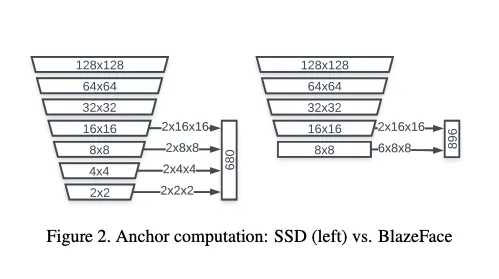 128x128
64x64
32x32
16x16
2x16x16
8x8
2x8x8
4x4
2x4x4
2x2
2x2x2
680
128x128
64x64
32x32
16x16
2x16x16
8x8
6x8x8
896
Figure 2. Anchor computation: SSD (left) vs. BlazeFace